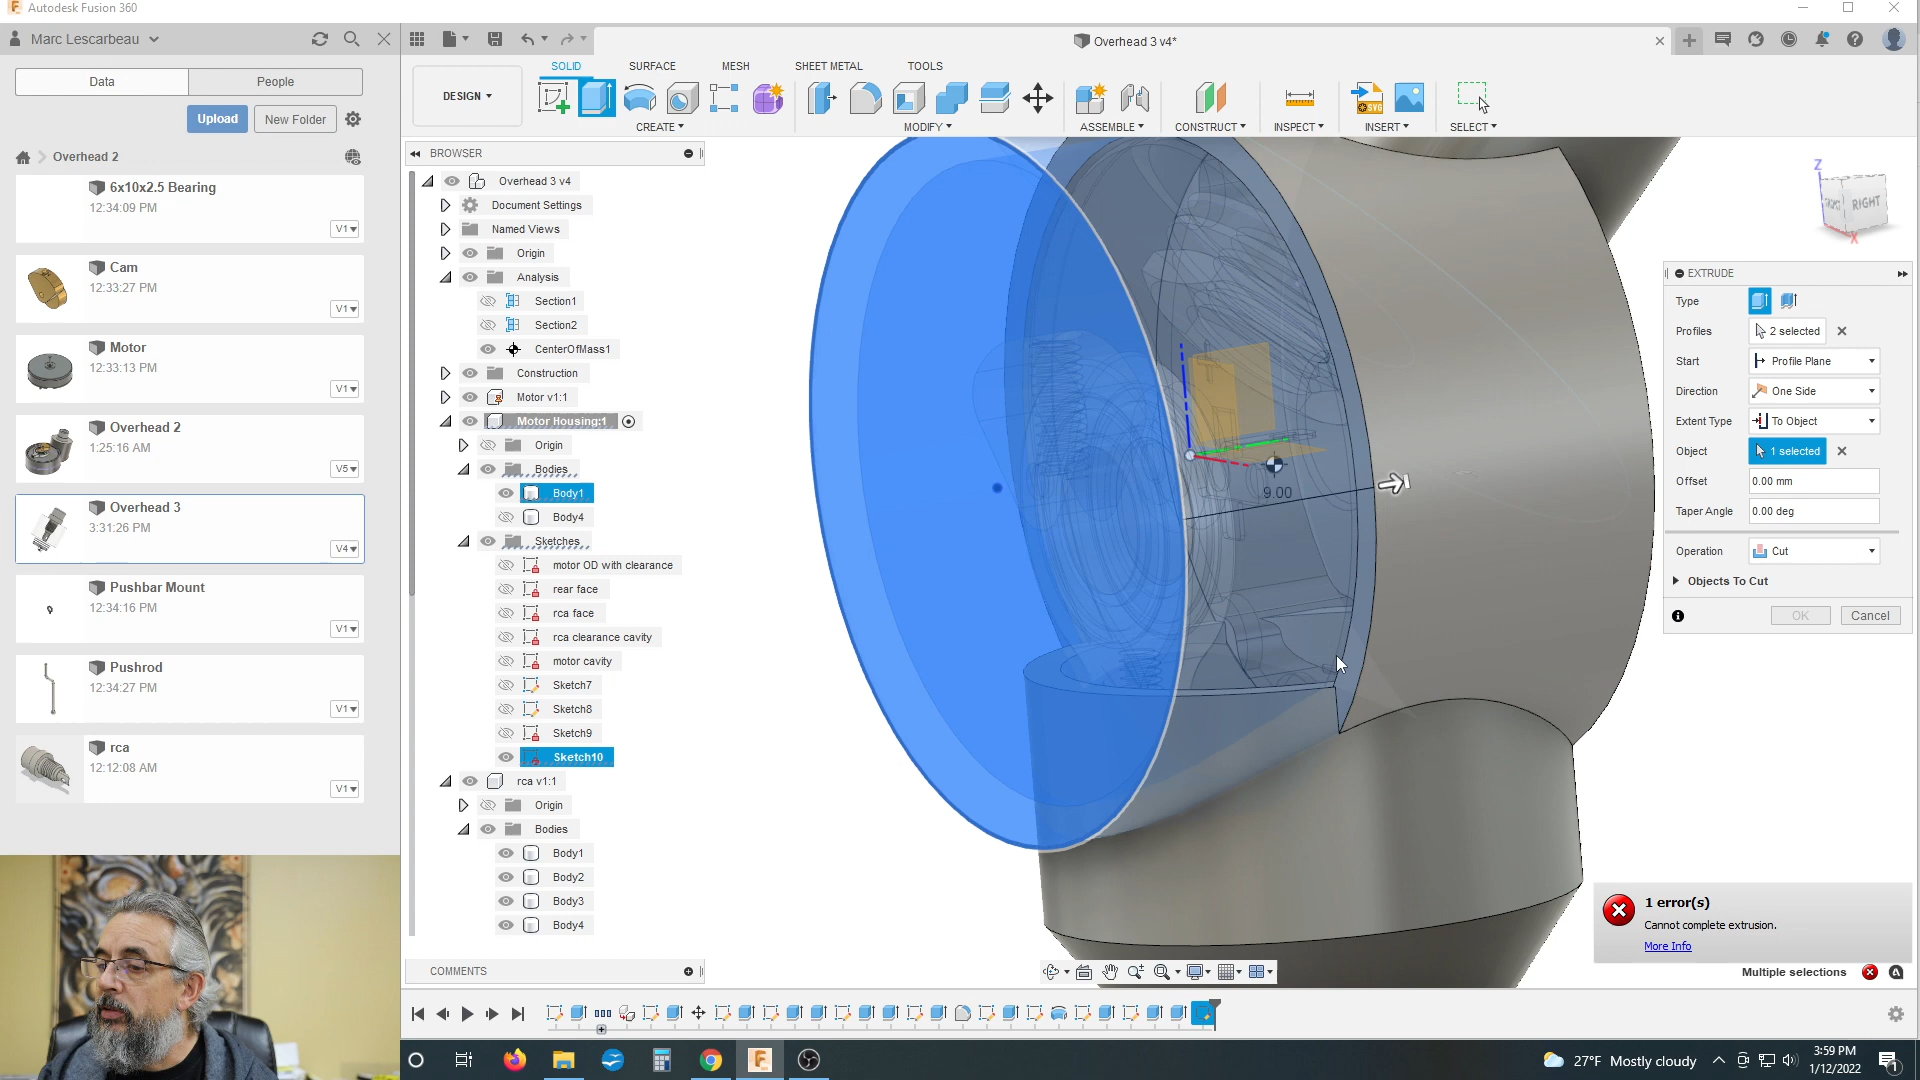 Autodesk Fusion 360
Marc Lescarbeau
Overhead 3 v4*
Data
People
Upload
New Folder
Overhead 2
6x10x2.5 Bearing
12:34:09 PM
V1
Cam
12:33:27 PM
V1
Motor
12:33:13 PM
V1
Overhead 2
1:25:16 AM
V5
Overhead 3
3:31:26 PM
V4
Pushbar Mount
12:34:16 PM
V1
Pushrod
12:34:27 PM
V1
rca
12:12:08 AM
V1
SOLID
SURFACE
MESH
SHEET METAL
TOOLS
DESIGN
CREATE
MODIFY
ASSEMBLE
CONSTRUCT
INSPECT
INSERT
SELECT
SVG
BROWSER
Overhead 3 v4
Document Settings
Named Views
Origin
Analysis
Section1
Section2
CenterOfMass1
Construction
Motor v1:1
Motor Housing:1
Origin
Bodies
Body1
Body4
Sketches
motor OD with clearance
rear face
rca face
rca clearance cavity
motor cavity
Sketch7
Sketch8
Sketch9
Sketch10
rca v1:1
Origin
Bodies
Body1
Body2
Body3
Body4
COMMENTS
9.00
Z
RIGHT
X
EXTRUDE
Type
Profiles
2 selected
Start
Profile Plane
Direction
One Side
Extent Type
To Object
Object
1 selected
Offset
0.00 mm
Taper Angle
0.00 deg
Operation
Cut
Objects To Cut
OK
Cancel
1 error(s)
Cannot complete extrusion.
More Info
Multiple selections
27°F Mostly cloudy
3:59 PM
1/12/2022
1